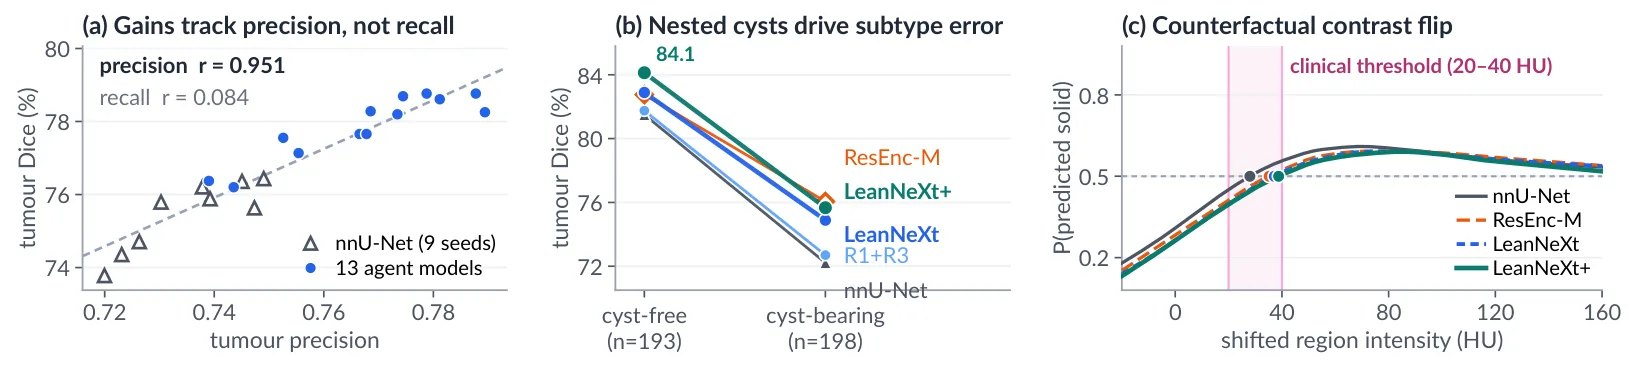 (a) Gains track precision, not recall
tumour Dice (%)
80
78
76
74
precision r = 0.951
recall r = 0.084
nnU-Net (9 seeds)
13 agent models
0.72 0.74 0.76 0.78
tumour precision
(b) Nested cysts drive subtype error
tumour Dice (%)
84
80
76
72
84.1
ResEnc-M
LeanNeXt+
LeanNeXt
R1+R3
nnU-Net
cyst-free cyst-bearing
(n=193) (n=198)
(c) Counterfactual contrast flip
P(predicted solid)
0.8
0.5
0.2
clinical threshold (20–40 HU)
nnU-Net
ResEnc-M
LeanNeXt
LeanNeXt+
0 40 80 120 160
shifted region intensity (HU)